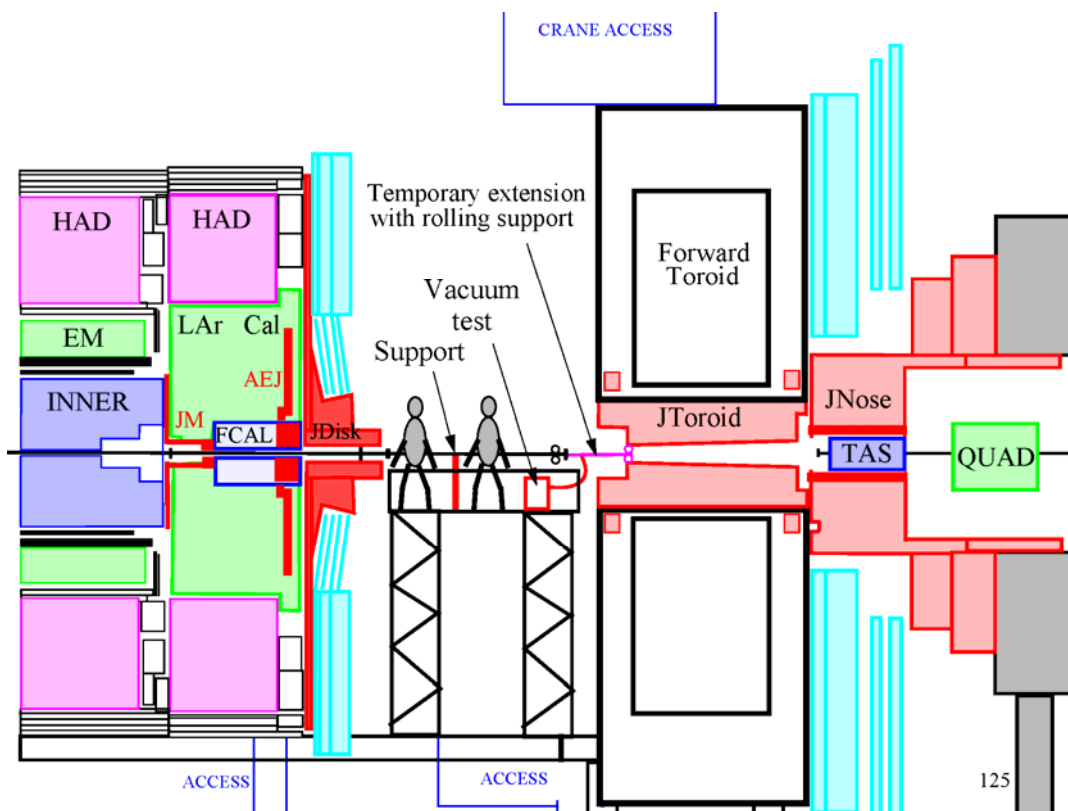 CRANE ACCESS
Temporary extension
with rolling support
HAD
HAD
Forward
Toroid
Vacuum
test
LAr Cal
EM
Support
AEJ
INNER
JM
FCAL
JDisk
JToroid
JNose
TAS
QUAD
ACCESS
ACCESS
125